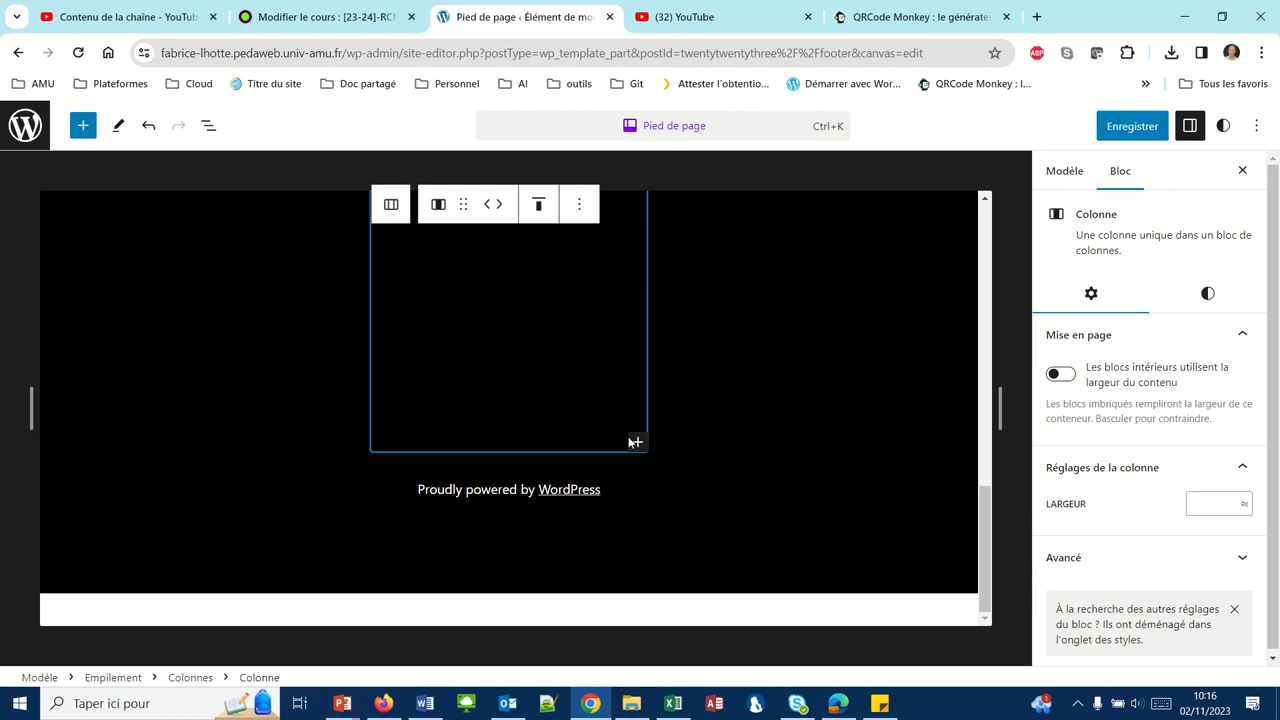 Contenu de la chaîne - YouTub
Modifier le cours : [23-24]-RCM
Pied de page ‹ Élément de mod
(32) YouTube
QRCode Monkey : le générateu
fabrice-lhotte.pedaweb.univ-amu.fr/wp-admin/site-editor.php?postType=wp_template_part&postId=twentytwentythree%2F%2Ffooter&canvas=edit
AMU
Plateformes
Cloud
Titre du site
Doc partagé
Personnel
AI
outils
Git
Attester l'obtentio...
Démarrer avec Wor...
QRCode Monkey : l...
»
Tous les favoris
Pied de page
Ctrl+K
Enregistrer
Modèle
Bloc
Colonne
Une colonne unique dans un bloc de
colonnes.
Mise en page
Les blocs intérieurs utilisent la
largeur du contenu
Les blocs imbriqués rempliront la largeur de ce
conteneur. Basculer pour contraindre.
Réglages de la colonne
LARGEUR
PX
Avancé
À la recherche des autres réglages
du bloc ? Ils ont déménagé dans
l'onglet des styles.
Proudly powered by WordPress
Modèle > Empilement > Colonnes > Colonne
Taper ici pour
10:16
02/11/2023